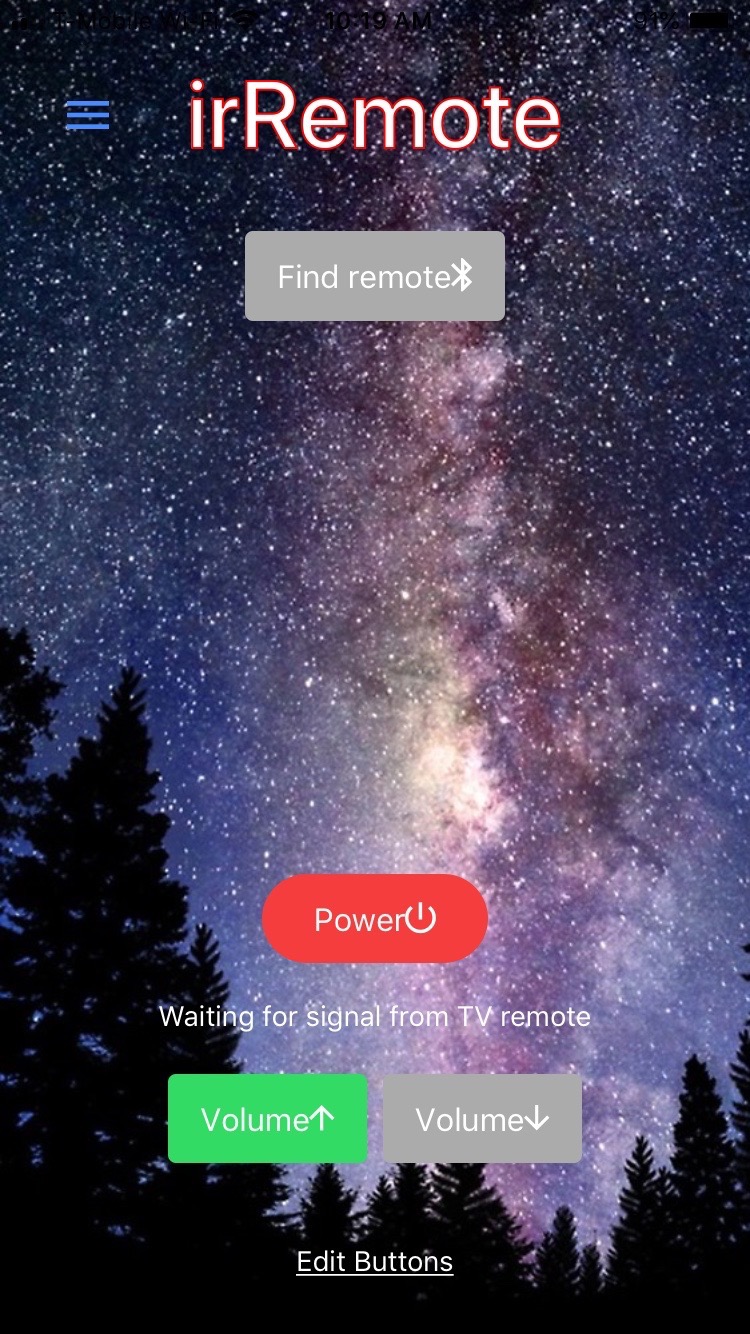 T-Mobile Wi-Fi 10:19 AM 91%
irRemote
Find remote
Power
Waiting for signal from TV remote
Volume Volume
Edit Buttons